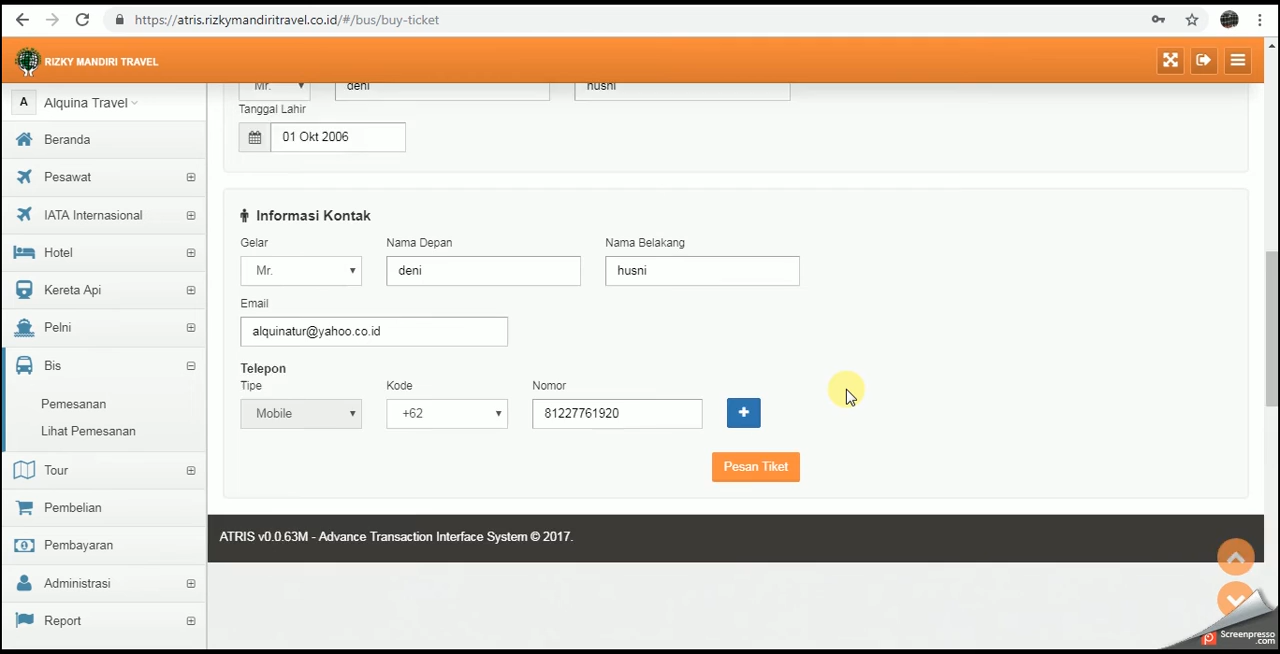 https://atris.rizkymandiritravel.co.id/#/bus/buy-ticket
RIZKY MANDIRI TRAVEL
A Alquina Travel
Beranda
Pesawat
IATA Internasional
Hotel
Kereta Api
Pelni
Bis
Pemesanan
Lihat Pemesanan
Tour
Pembelian
Pembayaran
Administrasi
Report
Mr. deni husni
Tanggal Lahir
01 Okt 2006
Informasi Kontak
Gelar Nama Depan Nama Belakang
Mr. deni husni
Email
alquinatur@yahoo.co.id
Telepon
Tipe Kode Nomor
Mobile +62 81227761920 +
Pesan Tiket
ATRIS v0.0.63M - Advance Transaction Interface System © 2017.
Screenpresso
.com